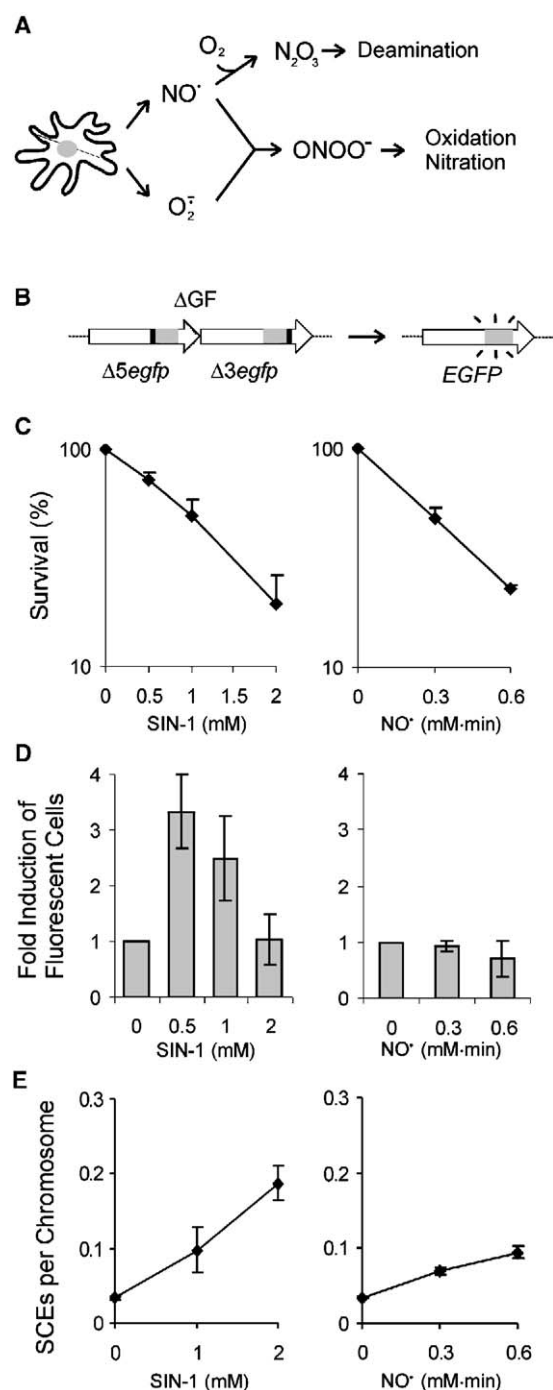 A
O₂
N₂O₃
Deamination
NO˙
ONOO⁻
Oxidation
Nitration
O₂˙⁻
B
ΔGF
Δ5egfp
Δ3egfp
EGFP
C
Survival (%)
100
10
0 0.5 1 1.5 2
SIN-1 (mM)
100
10
0 0.3 0.6
NO˙ (mM·min)
D
Fold Induction of
Fluorescent Cells
4
3
2
1
0
0 0.5 1 2
SIN-1 (mM)
4
3
2
1
0
0 0.3 0.6
NO˙ (mM·min)
E
SCEs per Chromosome
0.3
0.2
0.1
0
0 1 2
SIN-1 (mM)
0.3
0.2
0.1
0
0 0.3 0.6
NO˙ (mM·min)